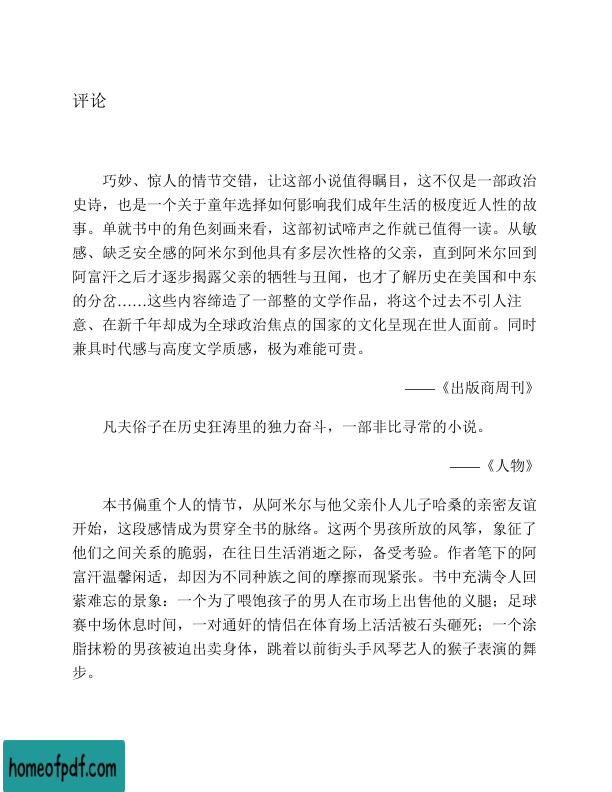 评论
巧妙、惊人的情节交错，让这部小说值得瞩目，这不仅是一部政治
史诗，也是一个关于童年选择如何影响我们成年生活的极度近人性的故
事。单就书中的角色刻画来看，这部初试啼声之作就已值得一读。从敏
感、缺乏安全感的阿米尔到他具有多层次性格的父亲，直到阿米尔回到
阿富汗之后才逐步揭露父亲的牺牲与丑闻，也才了解历史在美国和中东
的分岔……这些内容缔造了一部整的文学作品，将这个过去不引人注
意、在新千年却成为全球政治焦点的国家的文化呈现在世人面前。同时
兼具时代感与高度文学质感，极为难能可贵。
——《出版商周刊》
凡夫俗子在历史狂涛里的独力奋斗，一部非比寻常的小说。
——《人物》
本书偏重个人的情节，从阿米尔与他父亲仆人儿子哈桑的亲密友谊
开始，这段感情成为贯穿全书的脉络。这两个男孩所放的风筝，象征了
他们之间关系的脆弱，在往日生活消逝之际，备受考验。作者笔下的阿
富汗温馨闲适，却因为不同种族之间的摩擦而现紧张。书中充满令人回
萦难忘的景象：一个为了喂饱孩子的男人在市场上出售他的义腿；足球
赛中场休息时间，一对通奸的情侣在体育场上活活被石头砸死；一个涂
脂抹粉的男孩被迫出卖身体，跳着以前街头手风琴艺人的猴子表演的舞
步。
homeofpdf.com